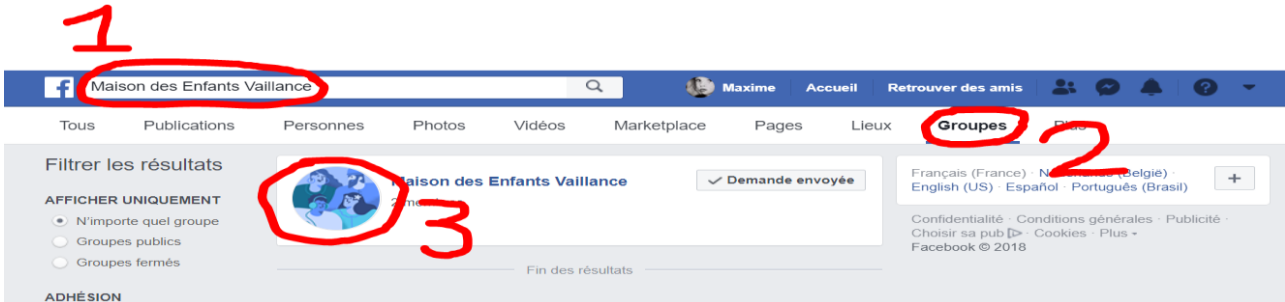 1
f Maison des Enfants Vaillance Maxime Accueil Retrouver des amis
Tous Publications Personnes Photos Vidéos Marketplace Pages Lieux Groupes
2
Filtrer les résultats
AFFICHER UNIQUEMENT
N'importe quel groupe
Groupes publics
Groupes fermés
ADHÉSION
Maison des Enfants Vaillance
Demande envoyée
3
Fin des résultats
Français (France) · (België) ·
English (US) · Español · Português (Brasil)
Confidentialité · Conditions générales · Publicité ·
Choisir sa pub · Cookies · Plus
Facebook © 2018